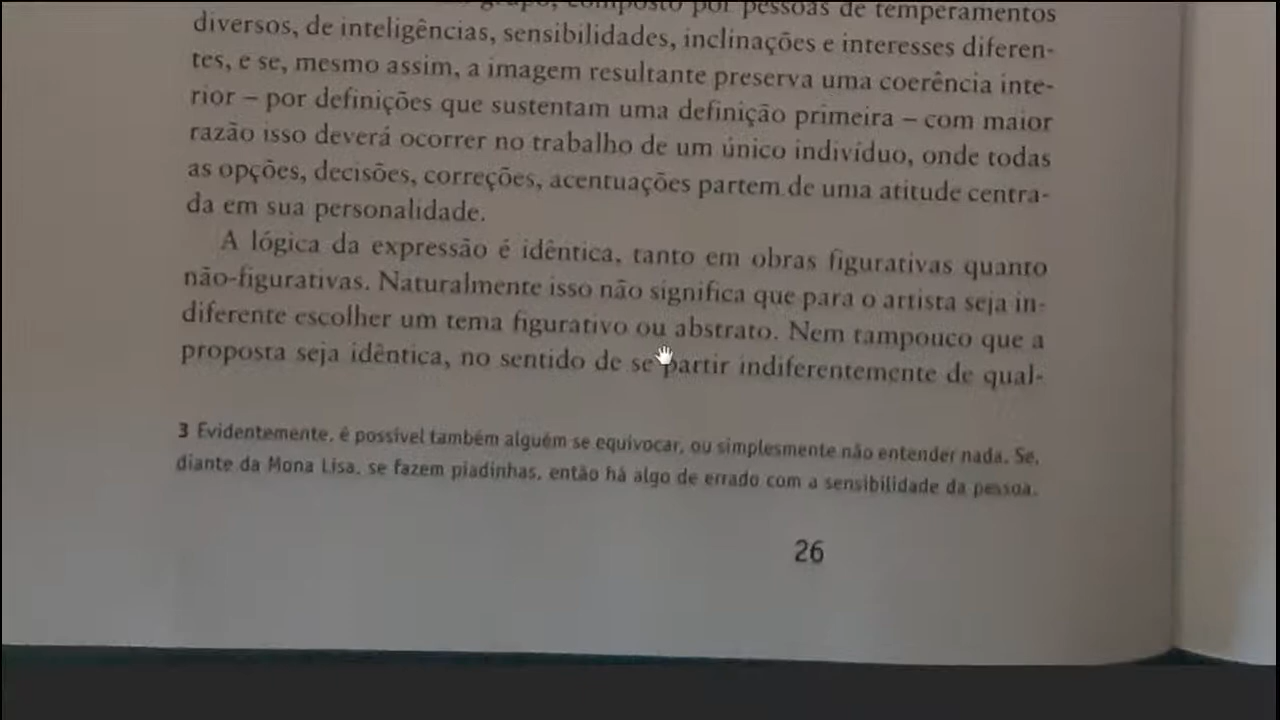 grupo, composto por pessoas de temperamentos
diversos, de inteligências, sensibilidades, inclinações e interesses diferen-
tes, e se, mesmo assim, a imagem resultante preserva uma coerência inte-
rior – por definições que sustentam uma definição primeira – com maior
razão isso deverá ocorrer no trabalho de um único indivíduo, onde todas
as opções, decisões, correções, acentuações partem de uma atitude centra-
da em sua personalidade.
A lógica da expressão é idêntica, tanto em obras figurativas quanto
não-figurativas. Naturalmente isso não significa que para o artista seja in-
diferente escolher um tema figurativo ou abstrato. Nem tampouco que a
proposta seja idêntica, no sentido de se partir indiferentemente de qual-
3 Evidentemente, é possível também alguém se equivocar, ou simplesmente não entender nada. Se,
diante da Mona Lisa, se fazem piadinhas, então há algo de errado com a sensibilidade da pessoa.
26